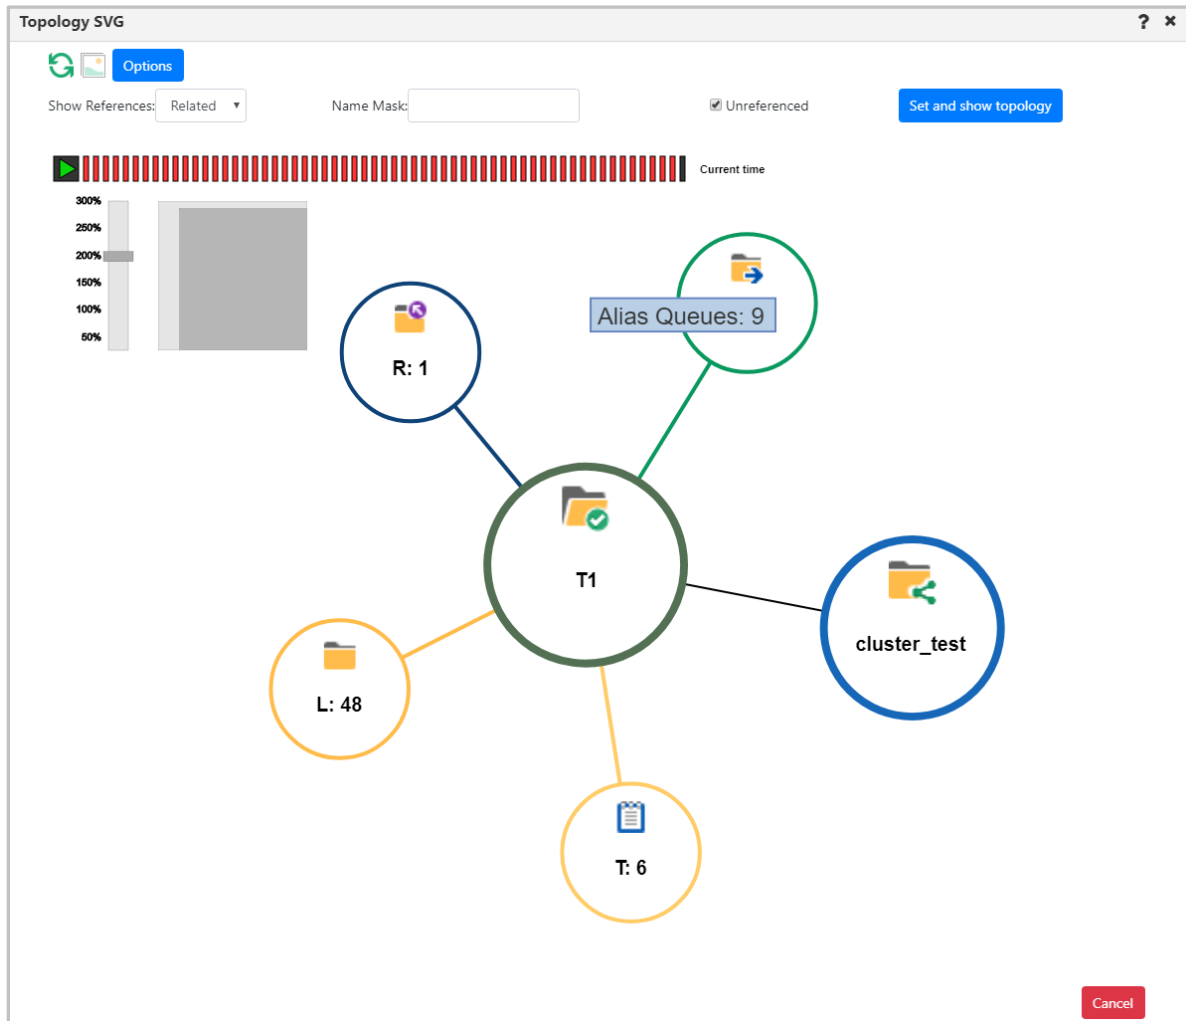 Topology SVG
? ×
Options
Show References: Related ▾
Name Mask:
Unreferenced
Set and show topology
Current time
300%
250%
200%
150%
100%
50%
Alias Queues: 9
R: 1
T1
cluster_test
L: 48
T: 6
Cancel